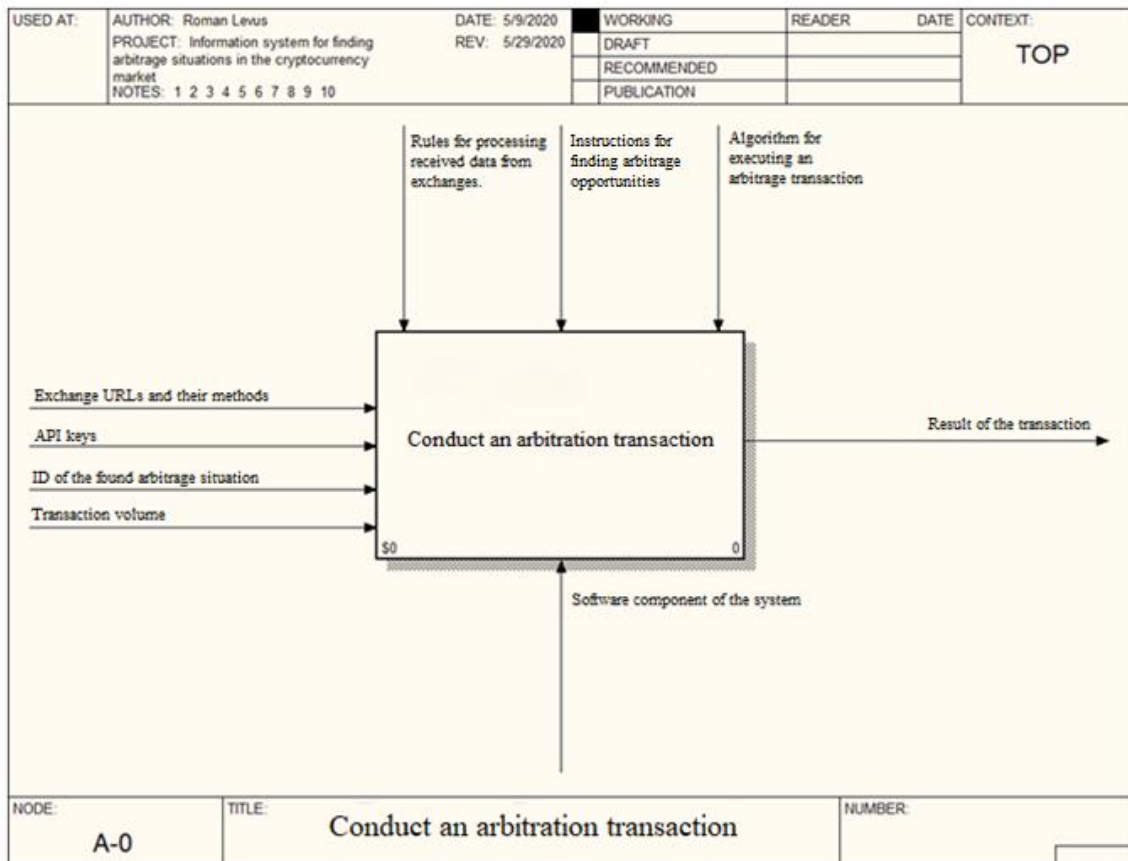 USED AT:
AUTHOR: Roman Levus
DATE: 5/9/2020
PROJECT: Information system for finding
REV: 5/29/2020
arbitrage situations in the cryptocurrency
market
NOTES: 1 2 3 4 5 6 7 8 9 10
WORKING
DRAFT
RECOMMENDED
PUBLICATION
READER DATE
CONTEXT:
TOP
Rules for processing
received data from
exchanges.
Instructions for
finding arbitrage
opportunities
Algorithm for
executing an
arbitrage transaction
Exchange URLs and their methods
API keys
ID of the found arbitrage situation
Transaction volume
Conduct an arbitration transaction
$0
0
Result of the transaction
Software component of the system
NODE:
A-0
TITLE:
Conduct an arbitration transaction
NUMBER: